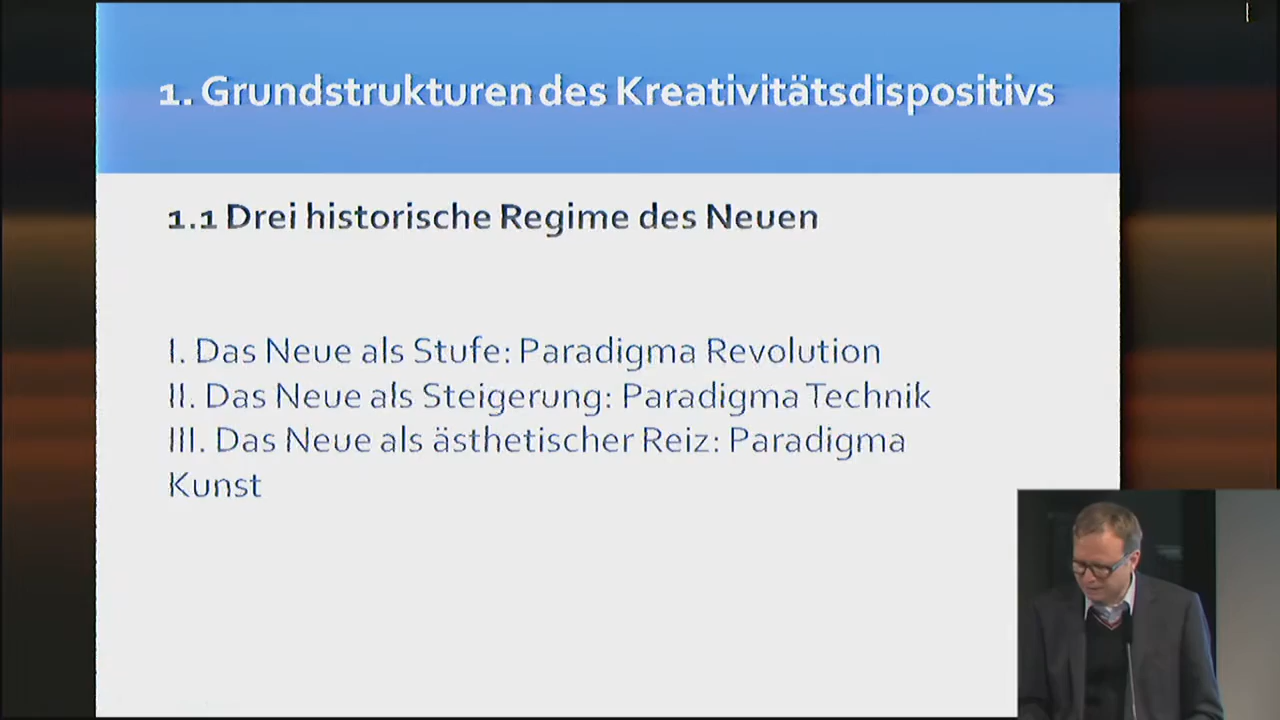 1. Grundstrukturen des Kreativitätsdispositivs
1.1 Drei historische Regime des Neuen
I. Das Neue als Stufe: Paradigma Revolution
II. Das Neue als Steigerung: Paradigma Technik
III. Das Neue als ästhetischer Reiz: Paradigma
Kunst